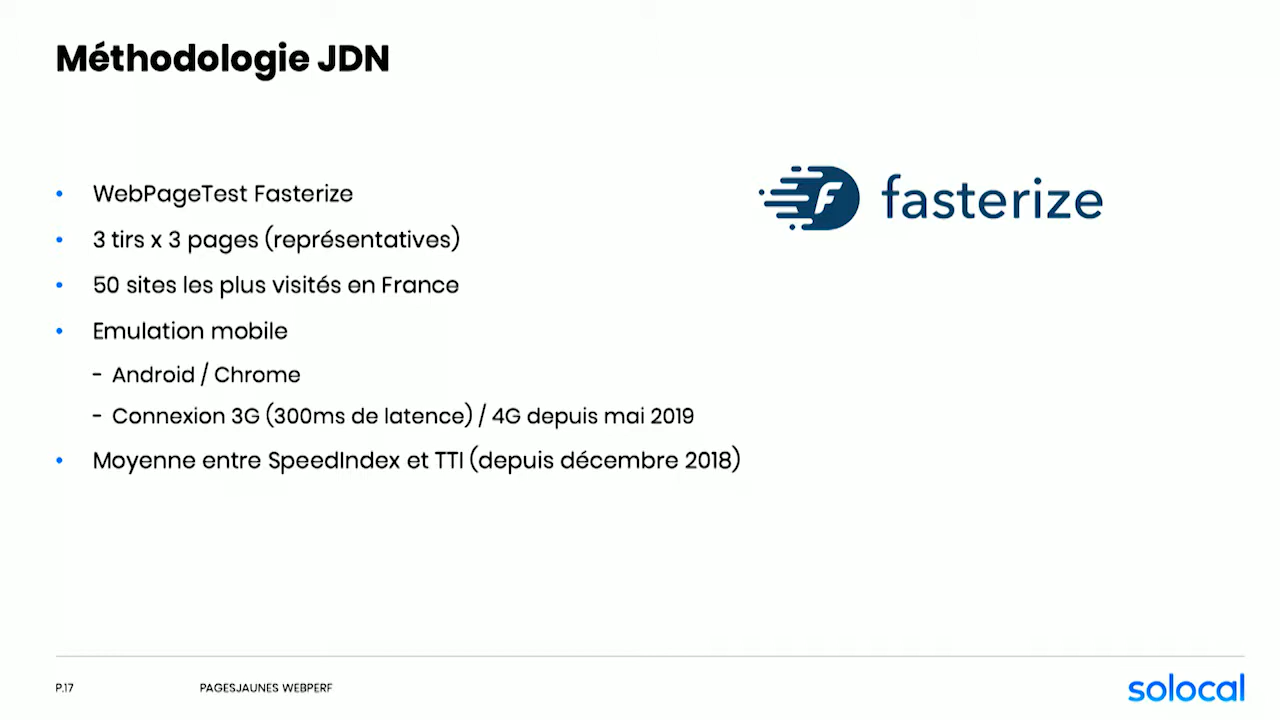 Méthodologie JDN
• WebPageTest Fasterize
• 3 tirs x 3 pages (représentatives)
• 50 sites les plus visités en France
• Emulation mobile
- Android / Chrome
- Connexion 3G (300ms de latence) / 4G depuis mai 2019
• Moyenne entre SpeedIndex et TTI (depuis décembre 2018)
F fasterize
P.17 PAGESJAUNES WEBPERF solocal